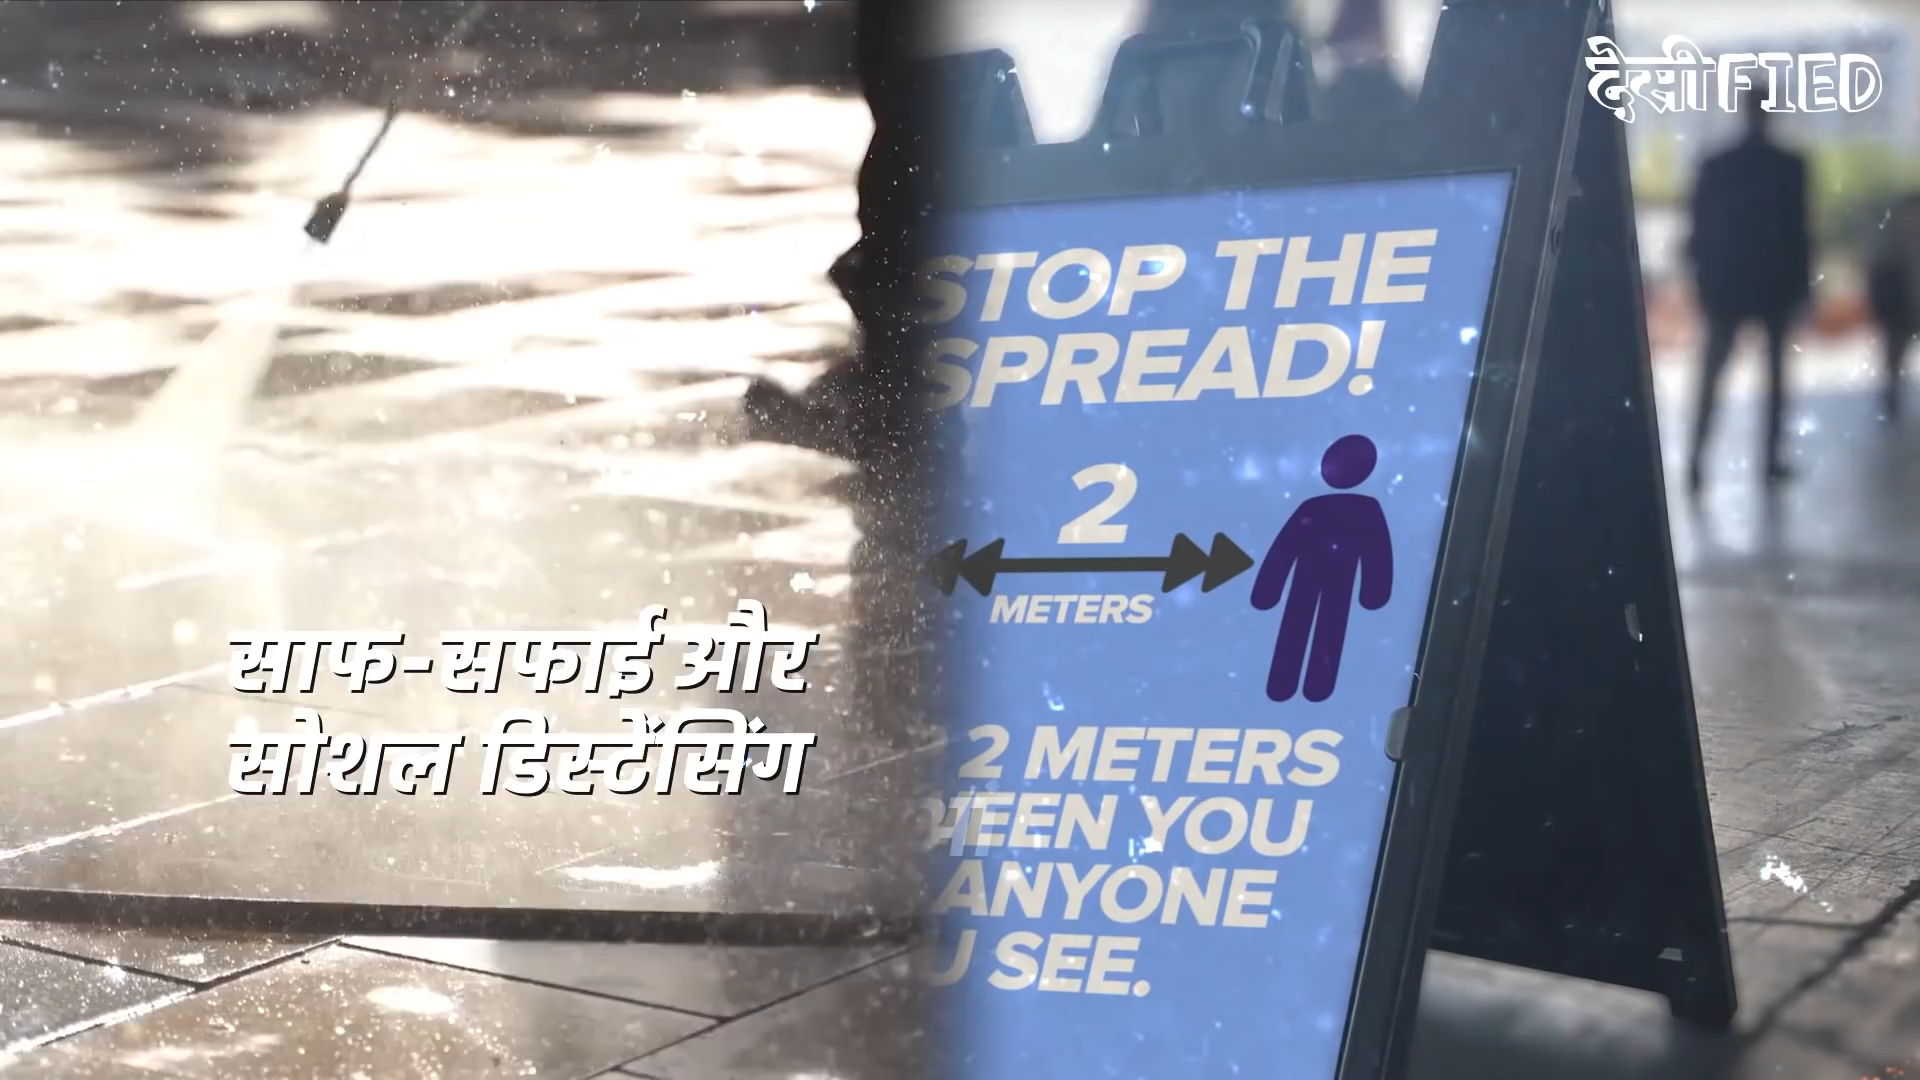 देसीFIED
साफ-सफाई और
सोशल डिस्टेंसिंग
STOP THE
SPREAD!
2
METERS
2 METERS
EEN YOU
ANYONE
U SEE.